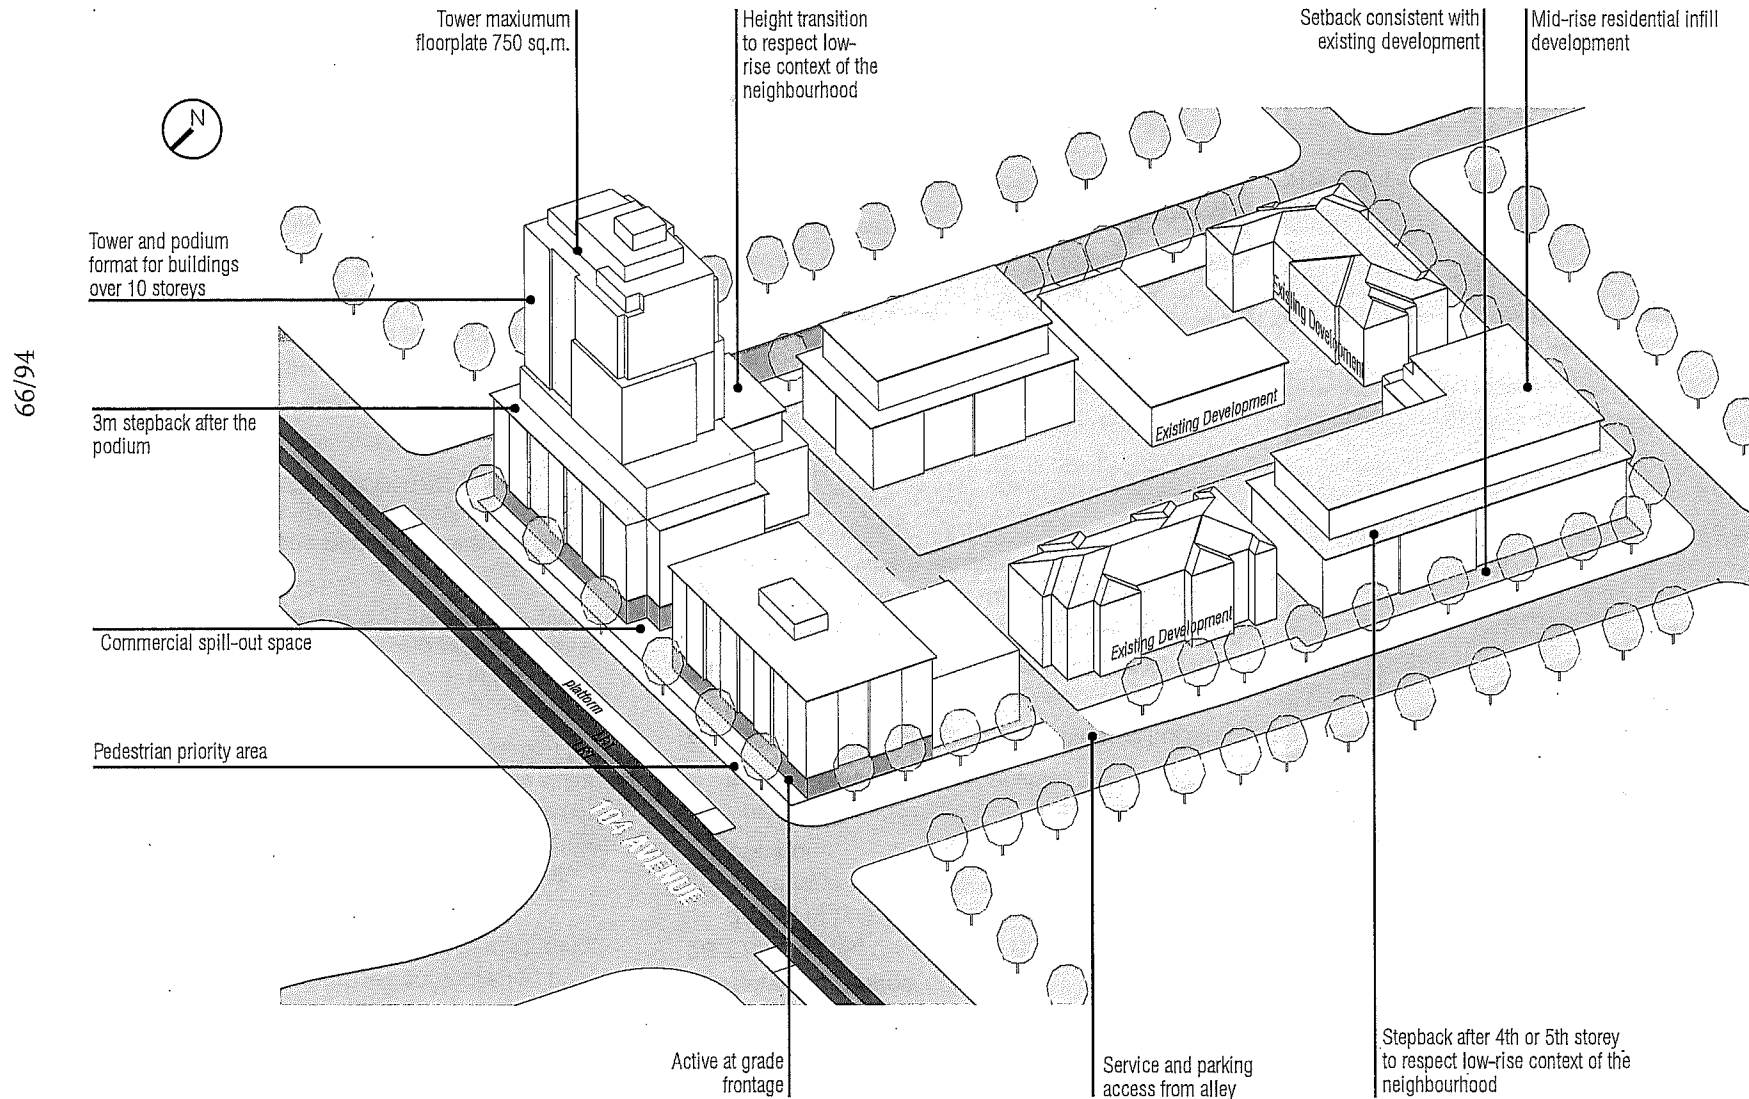 Tower maxiumum
floorplate 750 sq.m.
Height transition
to respect low-
rise context of the
neighbourhood
Setback consistent with
existing development
Mid-rise residential infill
development
N
Tower and podium
format for buildings
over 10 storeys
66/94
3m stepback after the
podium
Existing Development
Existing Development
Existing Development
Commercial spill-out space
platform
LRT
LRT
Pedestrian priority area
104 AVENUE
Active at grade
frontage
Service and parking
access from alley
Stepback after 4th or 5th storey
to respect low-rise context of the
neighbourhood